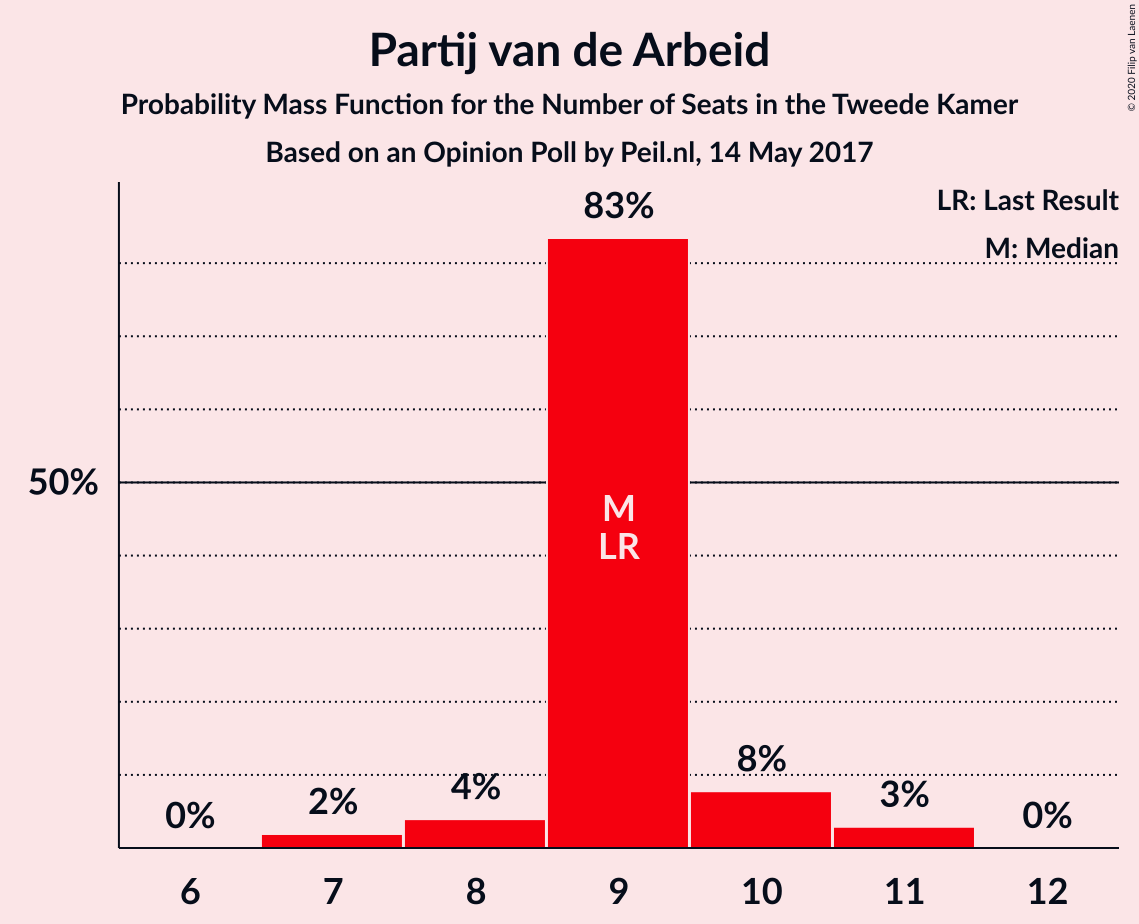 Partij van de Arbeid
Probability Mass Function for the Number of Seats in the Tweede Kamer
Based on an Opinion Poll by Peil.nl, 14 May 2017
© 2020 Filip van Laenen
LR: Last Result
M: Median
83%
50%
M
LR
0%
2%
4%
8%
3%
0%
6
7
8
9
10
11
12